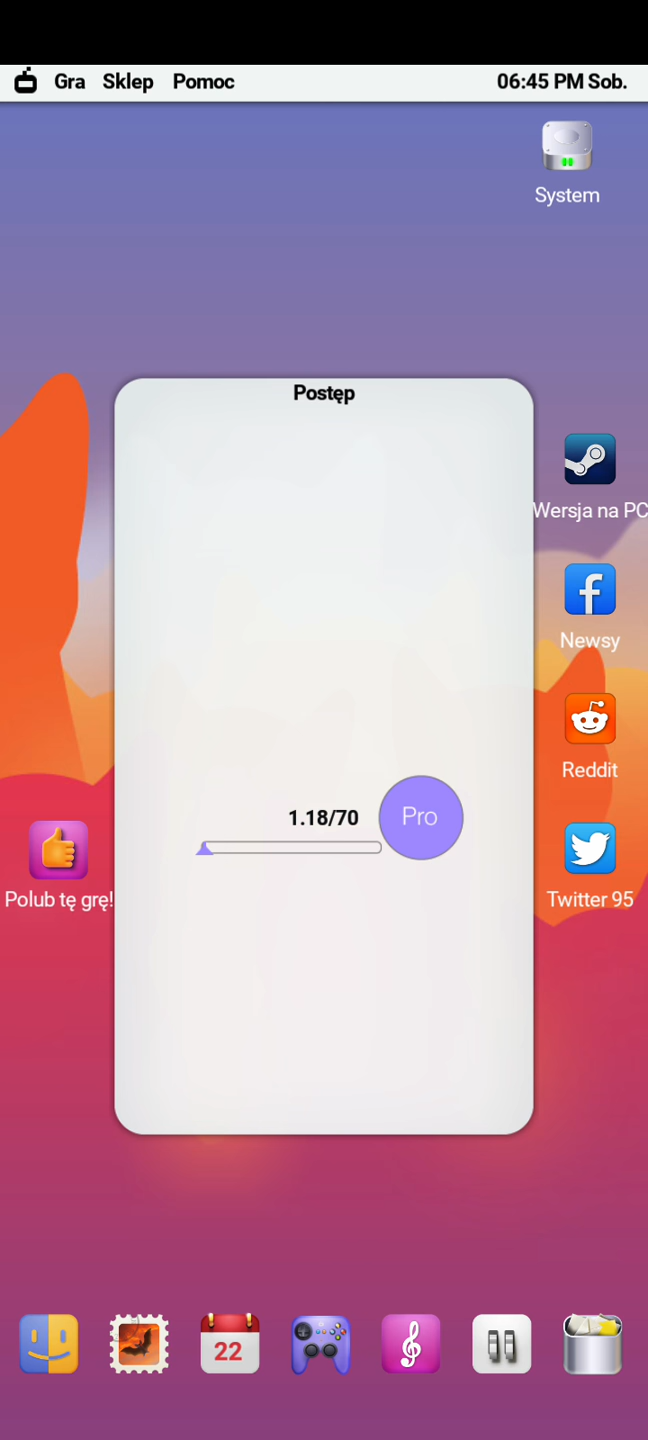 Gra Sklep Pomoc 06:45 PM Sob.
System
Postęp
Wersja na PC
Newsy
Reddit
1.18/70 Pro
Polub tę grę!
Twitter 95
22